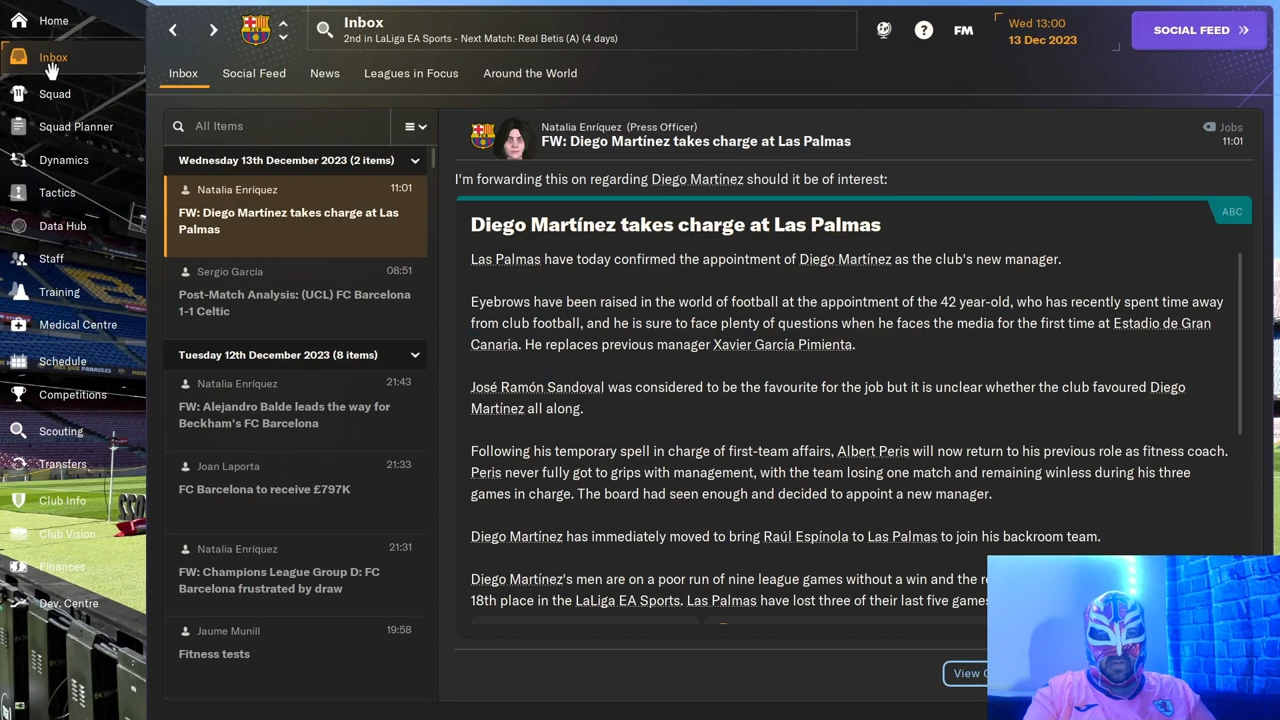 Home
Inbox
Squad
Squad Planner
Dynamics
Tactics
Data Hub
Staff
Training
Medical Centre
Schedule
Competitions
Scouting
Transfers
Club Info
Club Vision
Finances
Dev. Centre
Inbox
2nd in LaLiga EA Sports - Next Match: Real Betis (A) (4 days)
?
FM
Wed 13:00
13 Dec 2023
SOCIAL FEED
Inbox
Social Feed
News
Leagues in Focus
Around the World
All Items
Wednesday 13th December 2023 (2 items)
Natalia Enríquez 11:01
FW: Diego Martínez takes charge at Las
Palmas
Sergio García 08:51
Post-Match Analysis: (UCL) FC Barcelona
1-1 Celtic
Tuesday 12th December 2023 (8 items)
Natalia Enríquez 21:43
FW: Alejandro Balde leads the way for
Beckham's FC Barcelona
Joan Laporta 21:33
FC Barcelona to receive £797K
Natalia Enríquez 21:31
FW: Champions League Group D: FC
Barcelona frustrated by draw
Jaume Munill 19:58
Fitness tests
Natalia Enríquez (Press Officer)
FW: Diego Martínez takes charge at Las Palmas
Jobs
11:01
I'm forwarding this on regarding Diego Martínez should it be of interest:
ABC
Diego Martínez takes charge at Las Palmas
Las Palmas have today confirmed the appointment of Diego Martínez as the club's new manager.
Eyebrows have been raised in the world of football at the appointment of the 42 year-old, who has recently spent time away
from club football, and he is sure to face plenty of questions when he faces the media for the first time at Estadio de Gran
Canaria. He replaces previous manager Xavier García Pimienta.
José Ramón Sandoval was considered to be the favourite for the job but it is unclear whether the club favoured Diego
Martínez all along.
Following his temporary spell in charge of first-team affairs, Albert Peris will now return to his previous role as fitness coach.
Peris never fully got to grips with management, with the team losing one match and remaining winless during his three
games in charge. The board had seen enough and decided to appoint a new manager.
Diego Martínez has immediately moved to bring Raúl Espínola to Las Palmas to join his backroom team.
Diego Martínez's men are on a poor run of nine league games without a win and the
18th place in the LaLiga EA Sports. Las Palmas have lost three of their last five games
View